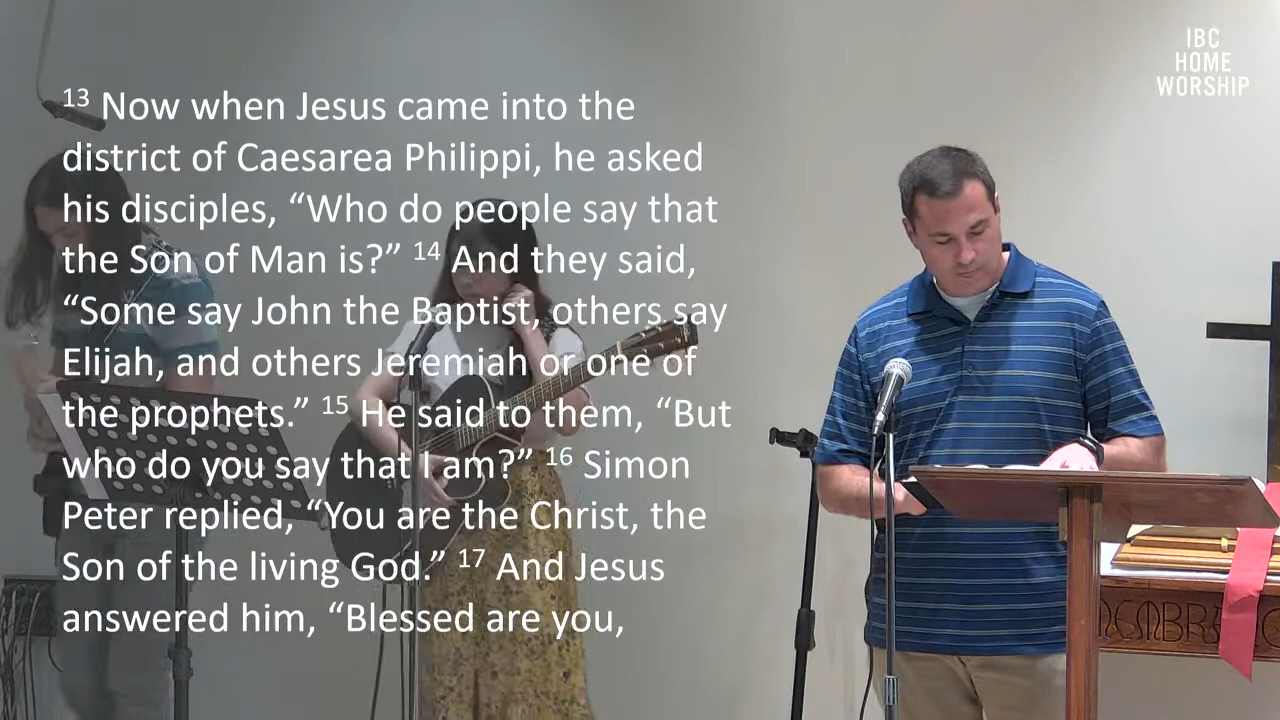 IBC
HOME
WORSHIP
13 Now when Jesus came into the
district of Caesarea Philippi, he asked
his disciples, “Who do people say that
the Son of Man is?” 14 And they said,
“Some say John the Baptist, others say
Elijah, and others Jeremiah or one of
the prophets.” 15 He said to them, “But
who do you say that I am?” 16 Simon
Peter replied, “You are the Christ, the
Son of the living God.” 17 And Jesus
answered him, “Blessed are you,